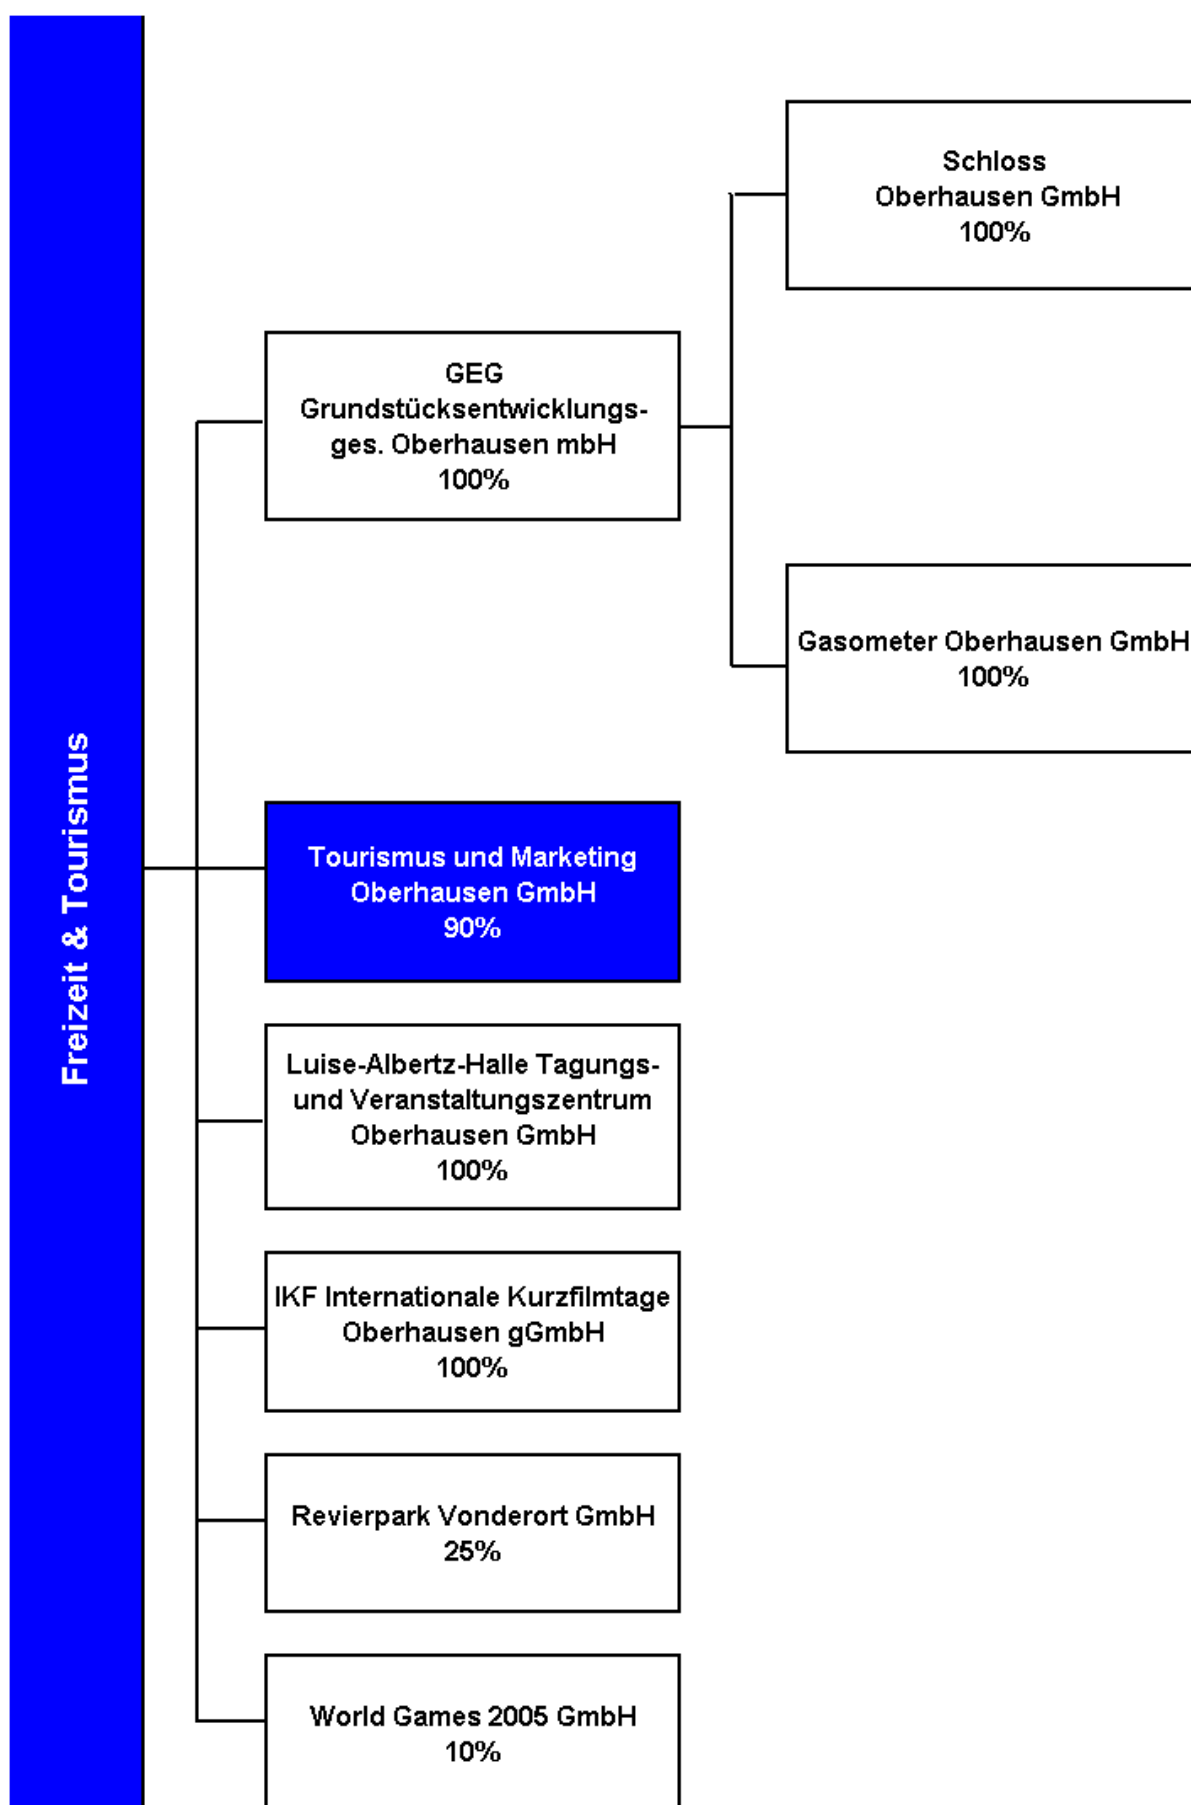 Freizeit & Tourismus
Schloss
Oberhausen GmbH
100%
GEG
Grundstücksentwicklungs-
ges. Oberhausen mbH
100%
Gasometer Oberhausen GmbH
100%
Tourismus und Marketing
Oberhausen GmbH
90%
Luise-Albertz-Halle Tagungs-
und Veranstaltungszentrum
Oberhausen GmbH
100%
IKF Internationale Kurzfilmtage
Oberhausen gGmbH
100%
Revierpark Vonderort GmbH
25%
World Games 2005 GmbH
10%